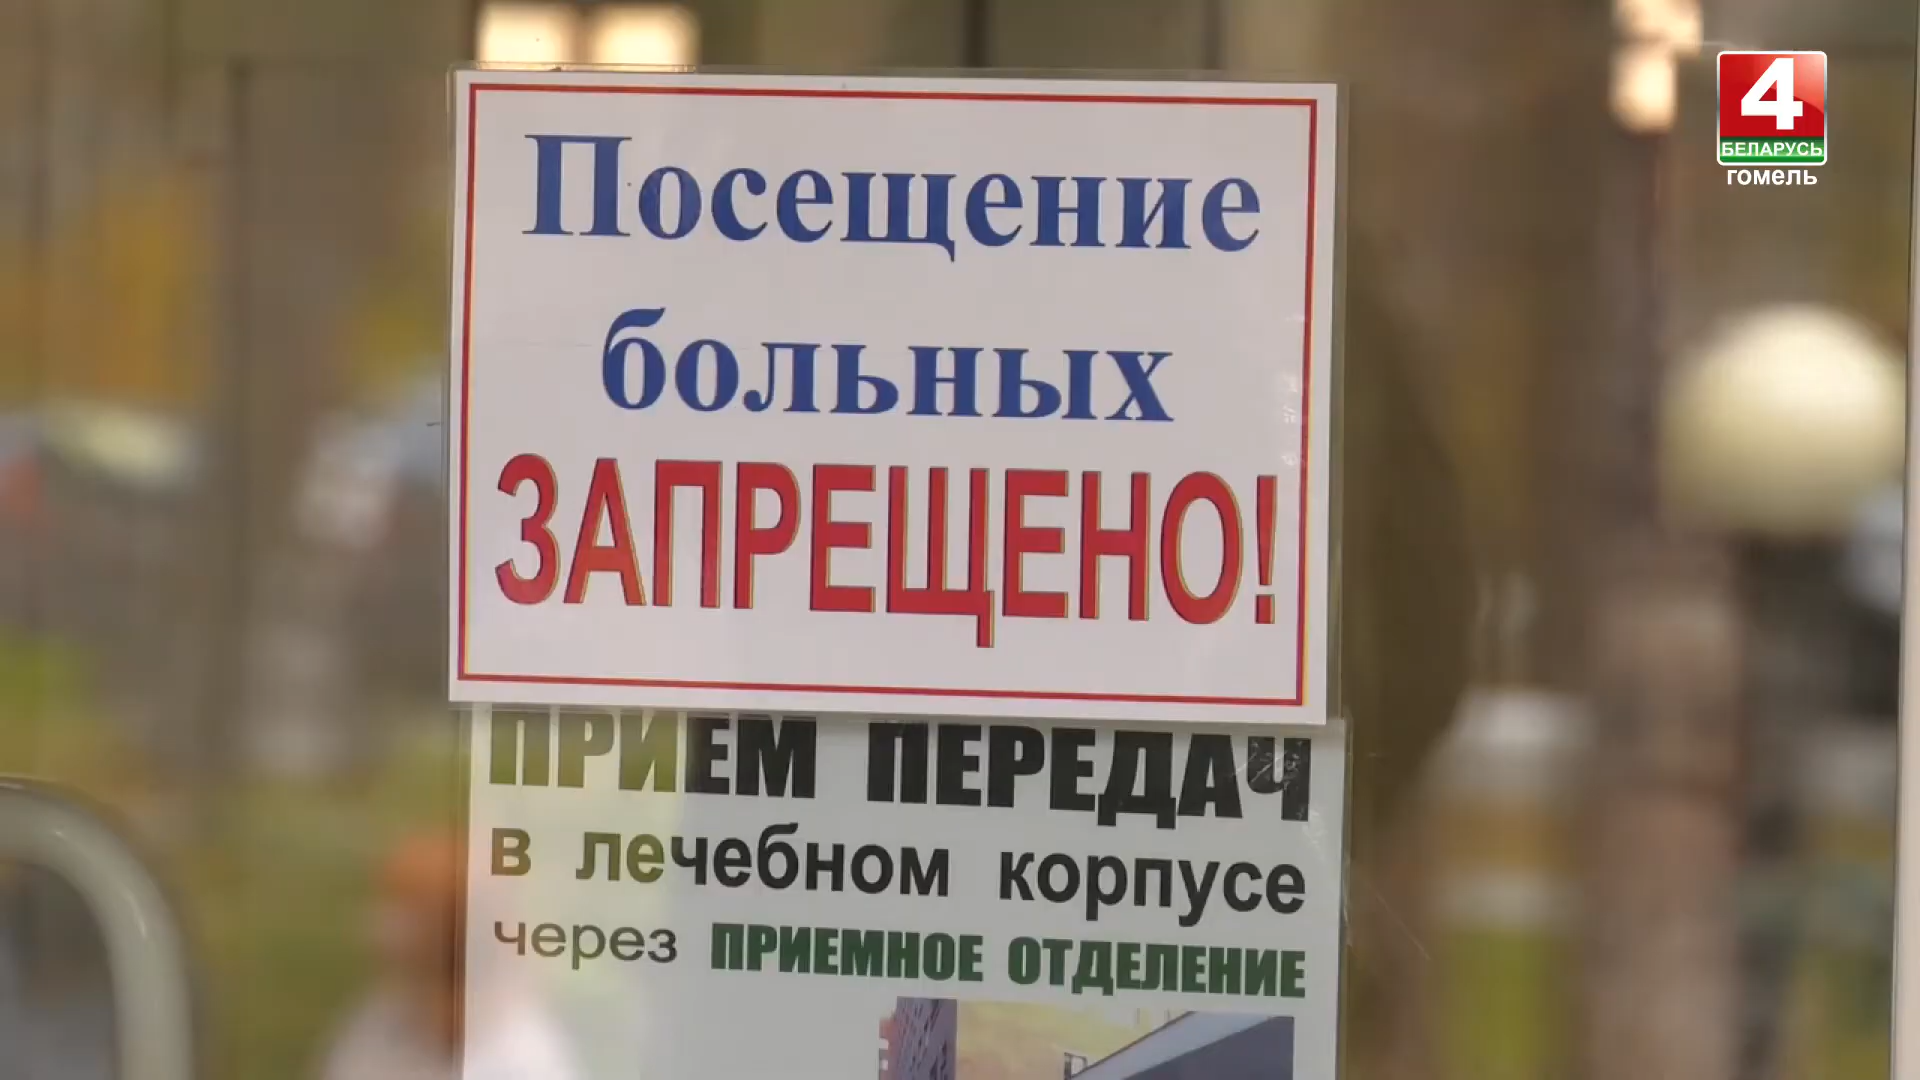 Посещение
больных
ЗАПРЕЩЕНО!
ПРИЕМ ПЕРЕДАЧ
в лечебном корпусе
через ПРИЕМНОЕ ОТДЕЛЕНИЕ
4
БЕЛАРУСЬ
гомель